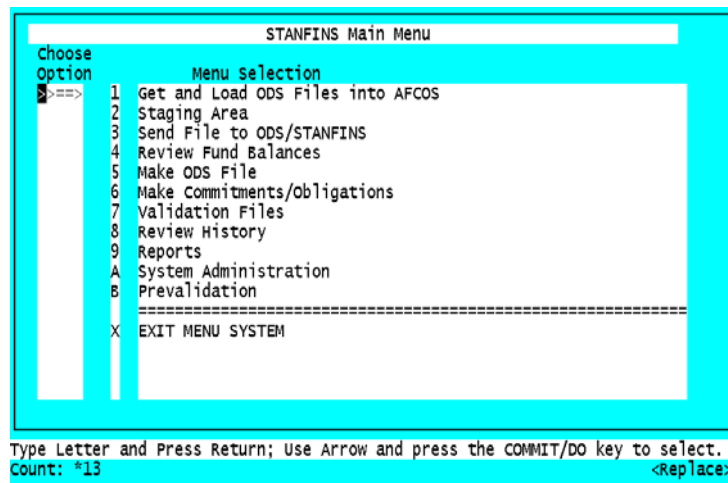 STANFINS Main Menu
Choose
Option Menu Selection
>>==> 1 Get and Load ODS Files into AFCOS
2 Staging Area
3 Send File to ODS/STANFINS
4 Review Fund Balances
5 Make ODS File
6 Make Commitments/Obligations
7 Validation Files
8 Review History
9 Reports
A System Administration
B Prevalidation
==========================================================
X EXIT MENU SYSTEM
Type Letter and Press Return; Use Arrow and press the COMMIT/DO key to select.
Count: *13 <Replace>